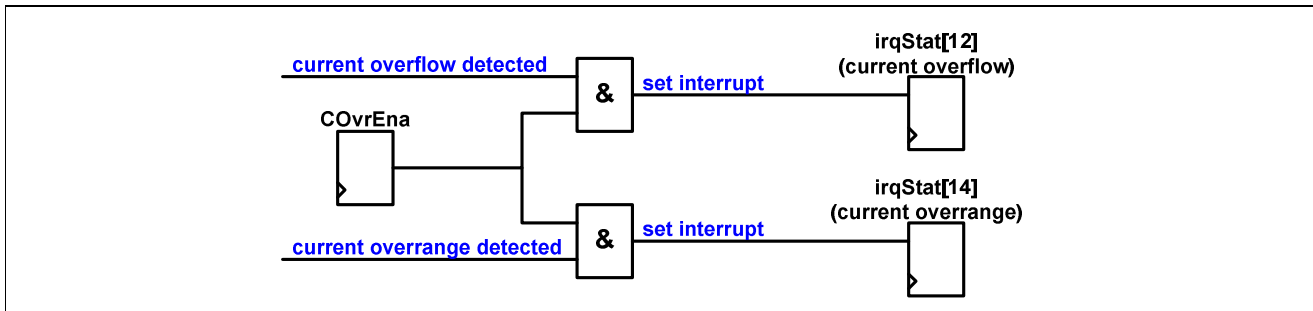 irqStat[12]
(current overflow)
current overflow detected
&
set interrupt
COvrEna
irqStat[14]
(current overrange)
current overrange detected
&
set interrupt